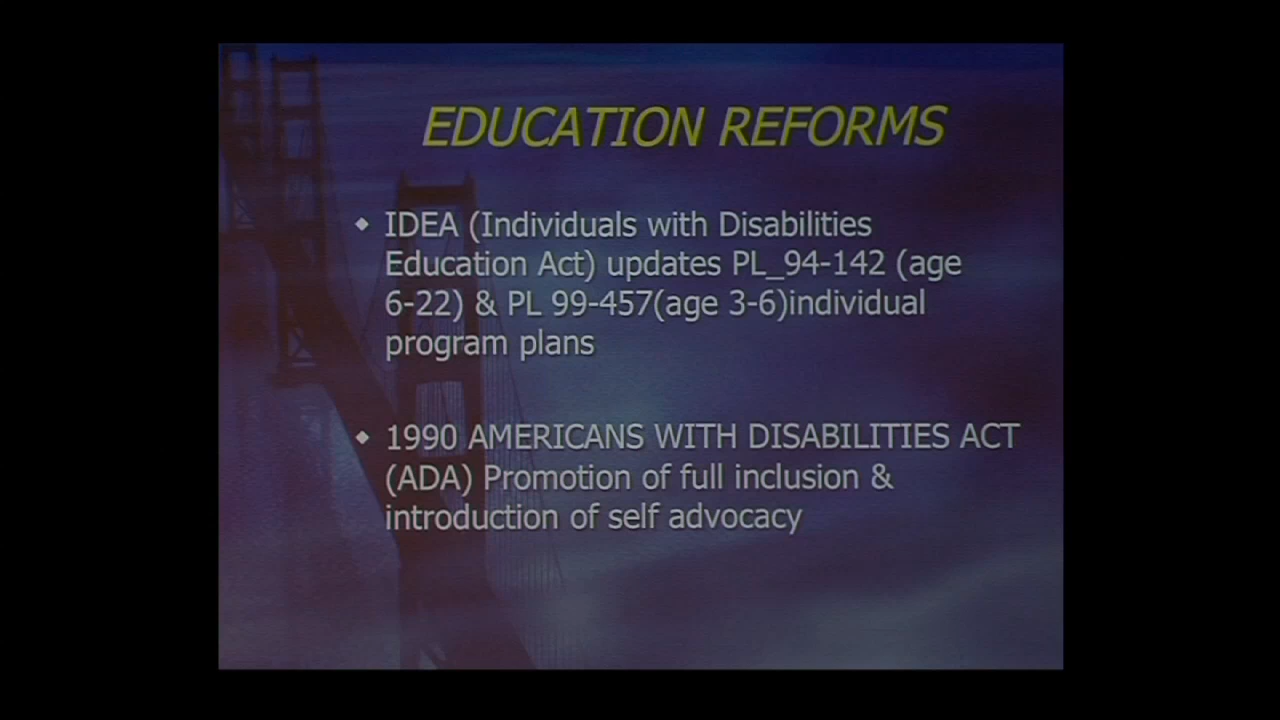 EDUCATION REFORMS
IDEA (Individuals with Disabilities
Education Act) updates PL_94-142 (age
6-22) & PL 99-457(age 3-6)individual
program plans
1990 AMERICANS WITH DISABILITIES ACT
(ADA) Promotion of full inclusion &
introduction of self advocacy